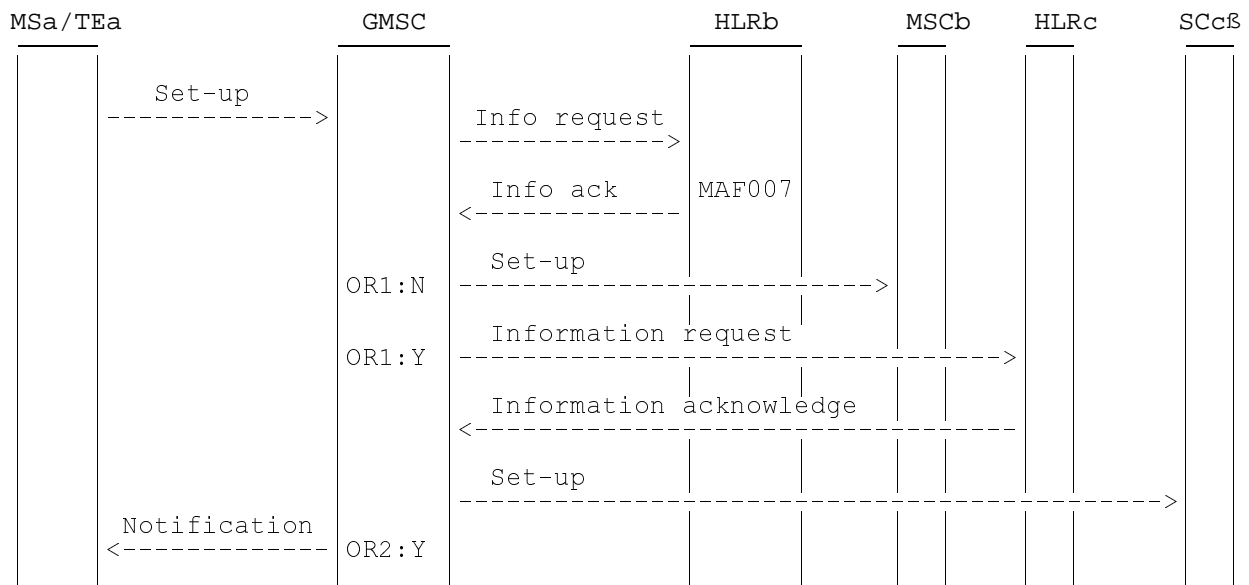 MSa/TEa GMSC HLRb MSCb HLRc SCcß
Set-up
Info request
Info ack MAF007
Set-up
OR1:N
Information request
OR1:Y
Information acknowledge
Set-up
Notification
OR2:Y